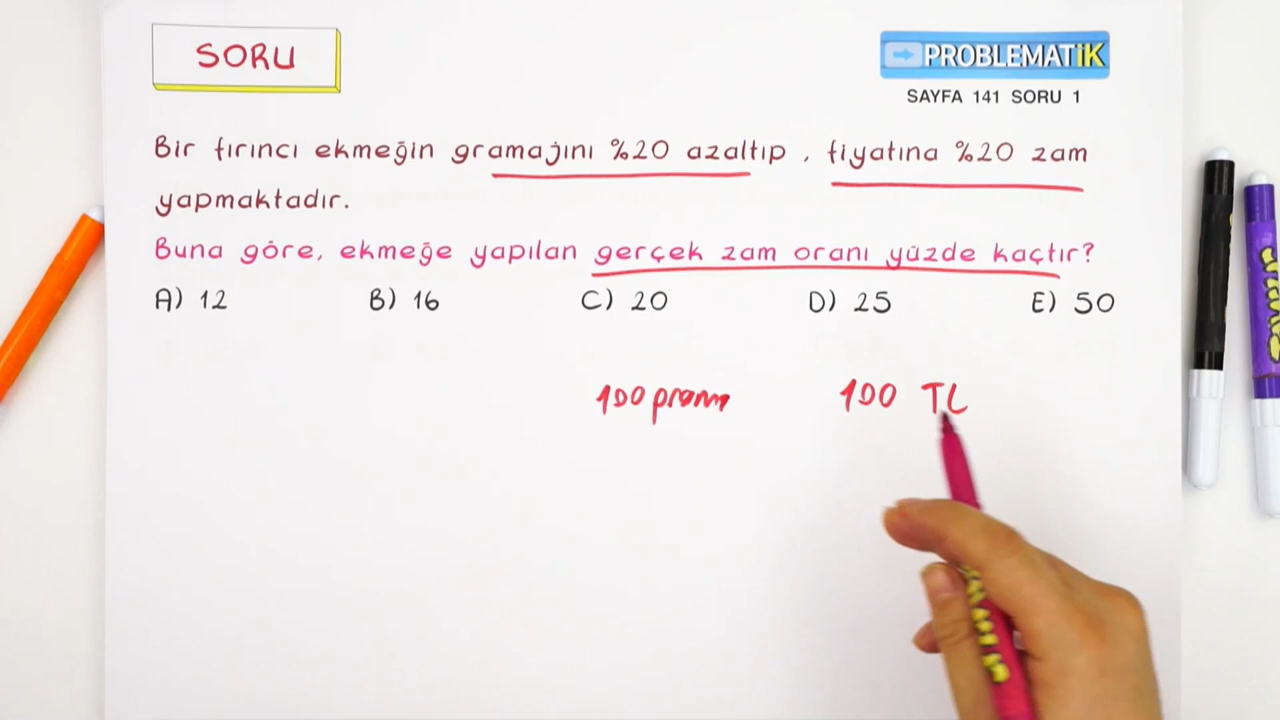 SORU
PROBLEMATİK
SAYFA 141 SORU 1
Bir fırıncı ekmeğin gramajını %20 azaltıp , fiyatına %20 zam
yapmaktadır.
Buna göre, ekmeğe yapılan gerçek zam oranı yüzde kaçtır?
A) 12 B) 16 C) 20 D) 25 E) 50
100 gram 100 TL